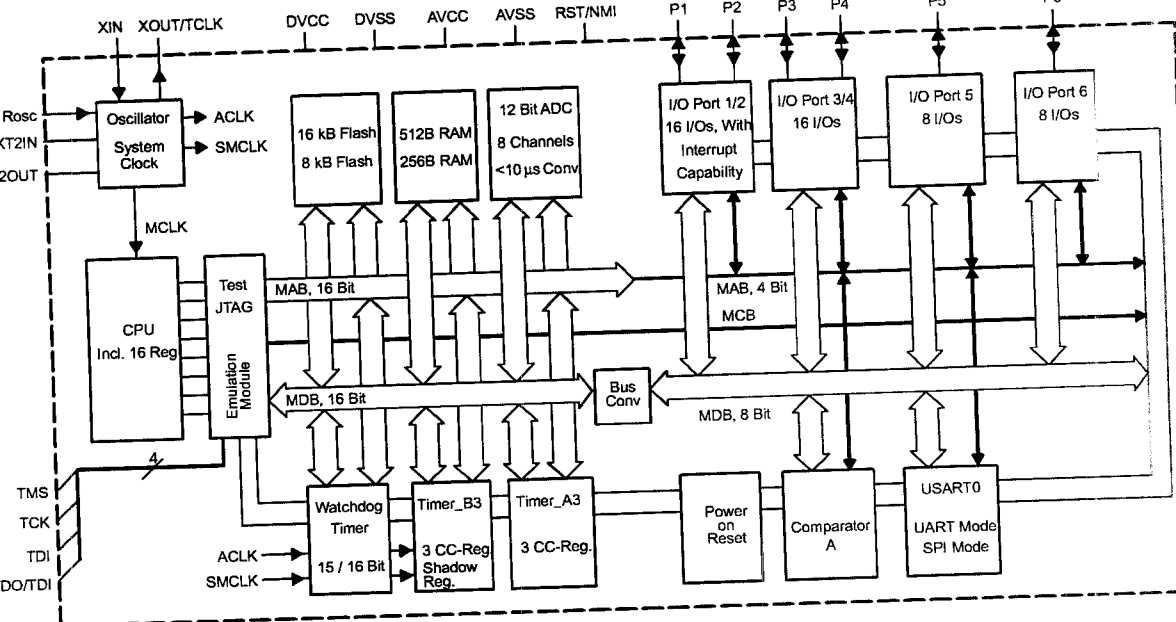 XIN XOUT/TCLK DVCC DVSS AVCC AVSS RST/NMI P1 P2 P3 P4 P5
Rosc
XT2IN
2OUT
Oscillator
System
Clock
ACLK
SMCLK
MCLK
16 kB Flash
8 kB Flash
512B RAM
256B RAM
12 Bit ADC
8 Channels
<10 µs Conv
I/O Port 1/2
16 I/Os, With
Interrupt
Capability
I/O Port 3/4
16 I/Os
I/O Port 5
8 I/Os
I/O Port 6
8 I/Os
CPU
Incl. 16 Reg
Test
JTAG
Emulation
Module
MAB, 16 Bit
MAB, 4 Bit
MCB
MDB, 16 Bit
Bus
Conv
MDB, 8 Bit
4
TMS
TCK
TDI
DO/TDI
ACLK
SMCLK
Watchdog
Timer
15 / 16 Bit
Timer_B3
3 CC-Reg.
Shadow
Reg.
Timer_A3
3 CC-Reg.
Power
on
Reset
Comparator
A
USART0
UART Mode
SPI Mode